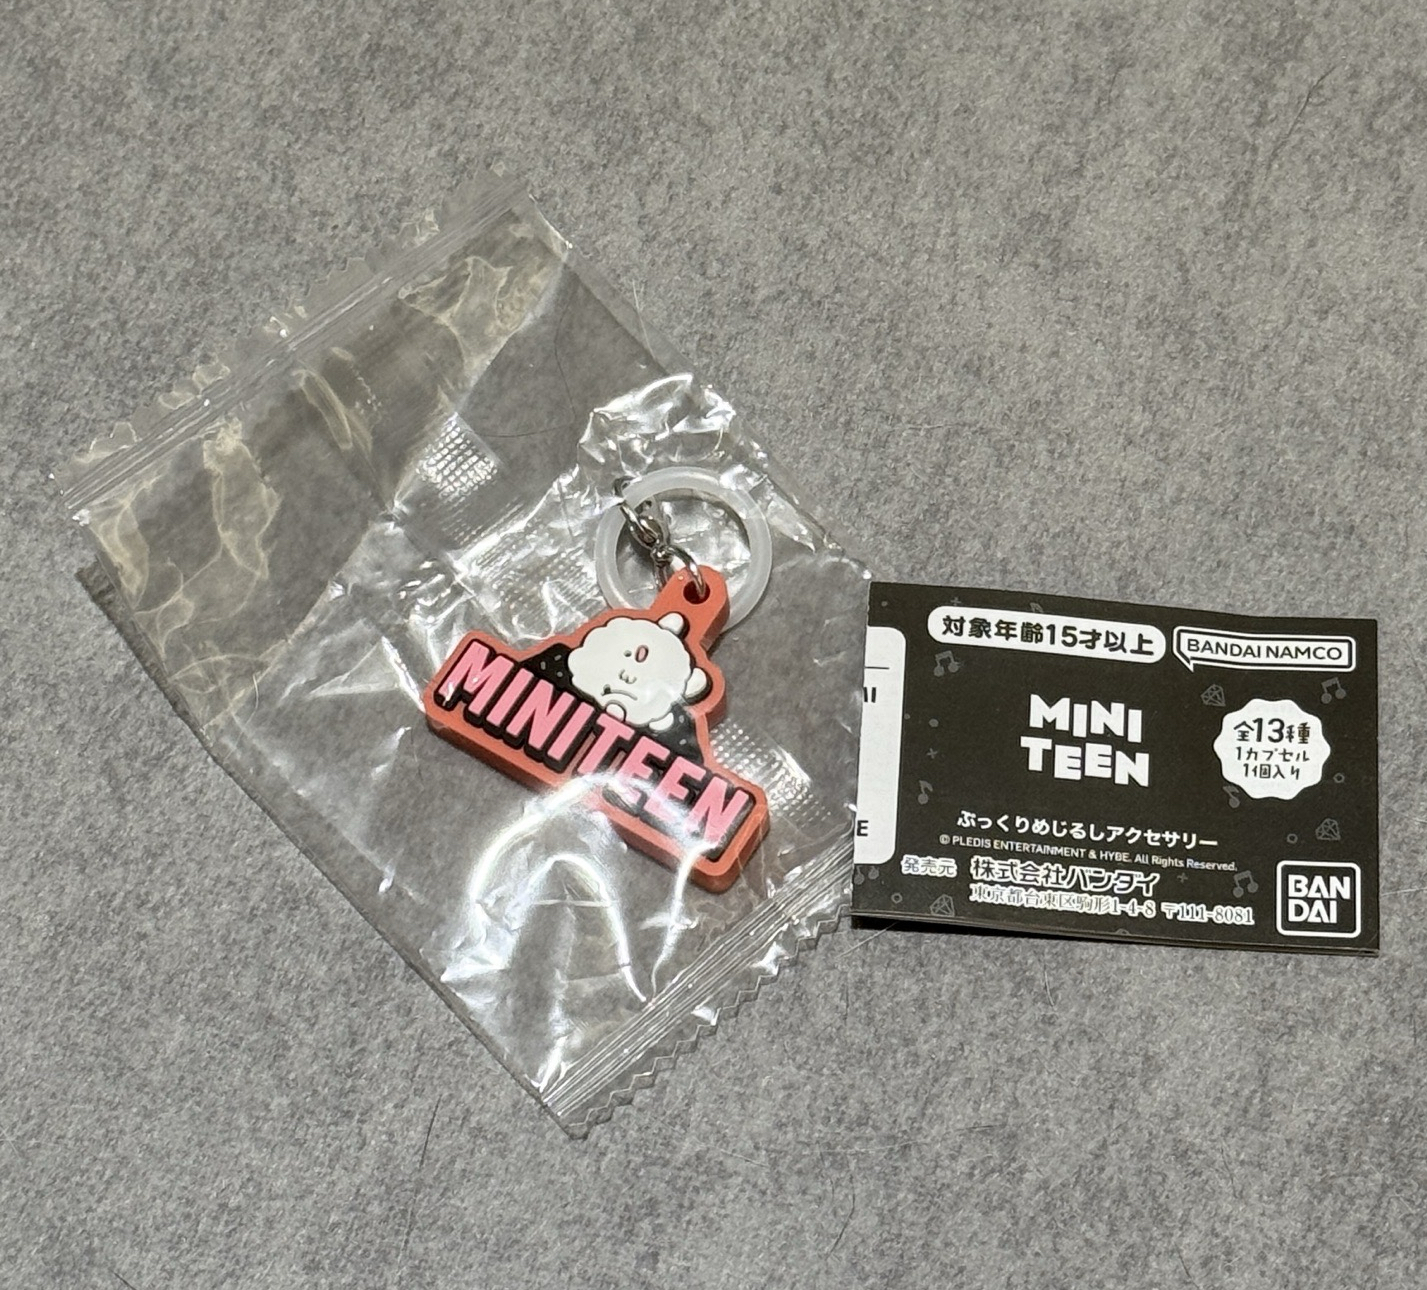 MINITEEN
対象年齢15才以上
BANDAI NAMCO
MINI
TEEN
全13種
1カプセル
1個入り
ぷっくりめじるしアクセサリー
© PLEDIS ENTERTAINMENT & HYBE. All Rights Reserved.
発売元 株式会社バンダイ
東京都台東区駒形1-4-8 〒111-8081
BAN
DAI